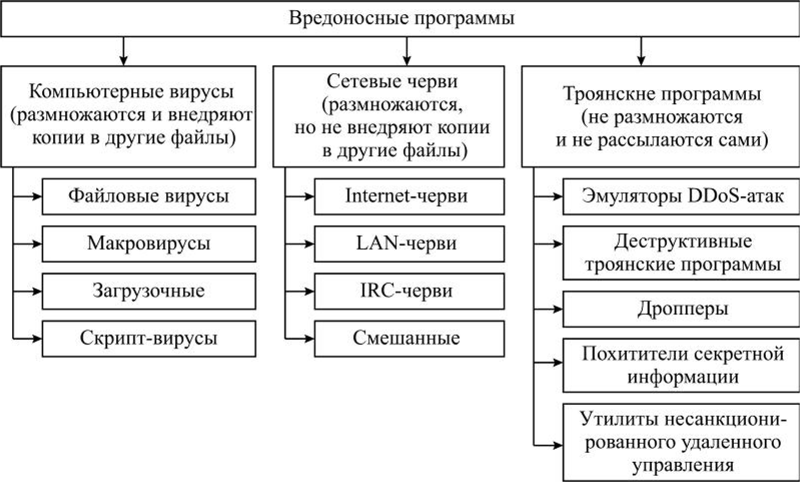 Вредоносные программы
Компьютерные вирусы
(размножаются и внедряют
копии в другие файлы)
Файловые вирусы
Макровирусы
Загрузочные
Скрипт-вирусы
Сетевые черви
(размножаются,
но не внедряют копии
в другие файлы)
Internet-черви
LAN-черви
IRC-черви
Смешанные
Троянскне программы
(не размножаются
и не рассылаются сами)
Эмуляторы DDoS-атак
Деструктивные
троянские программы
Дропперы
Похитители секретной
информации
Утилиты несанкциони-
рованного удаленного
управления